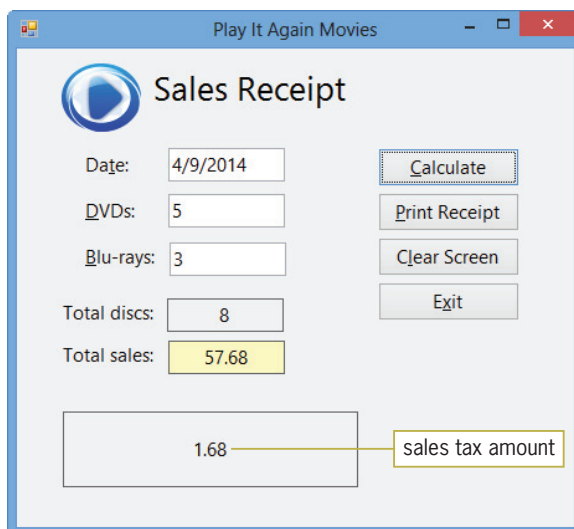 Play It Again Movies
Sales Receipt
Date: 4/9/2014 Calculate
DVDs: 5 Print Receipt
Blu-rays: 3 Clear Screen
Exit
Total discs: 8
Total sales: 57.68
1.68 sales tax amount